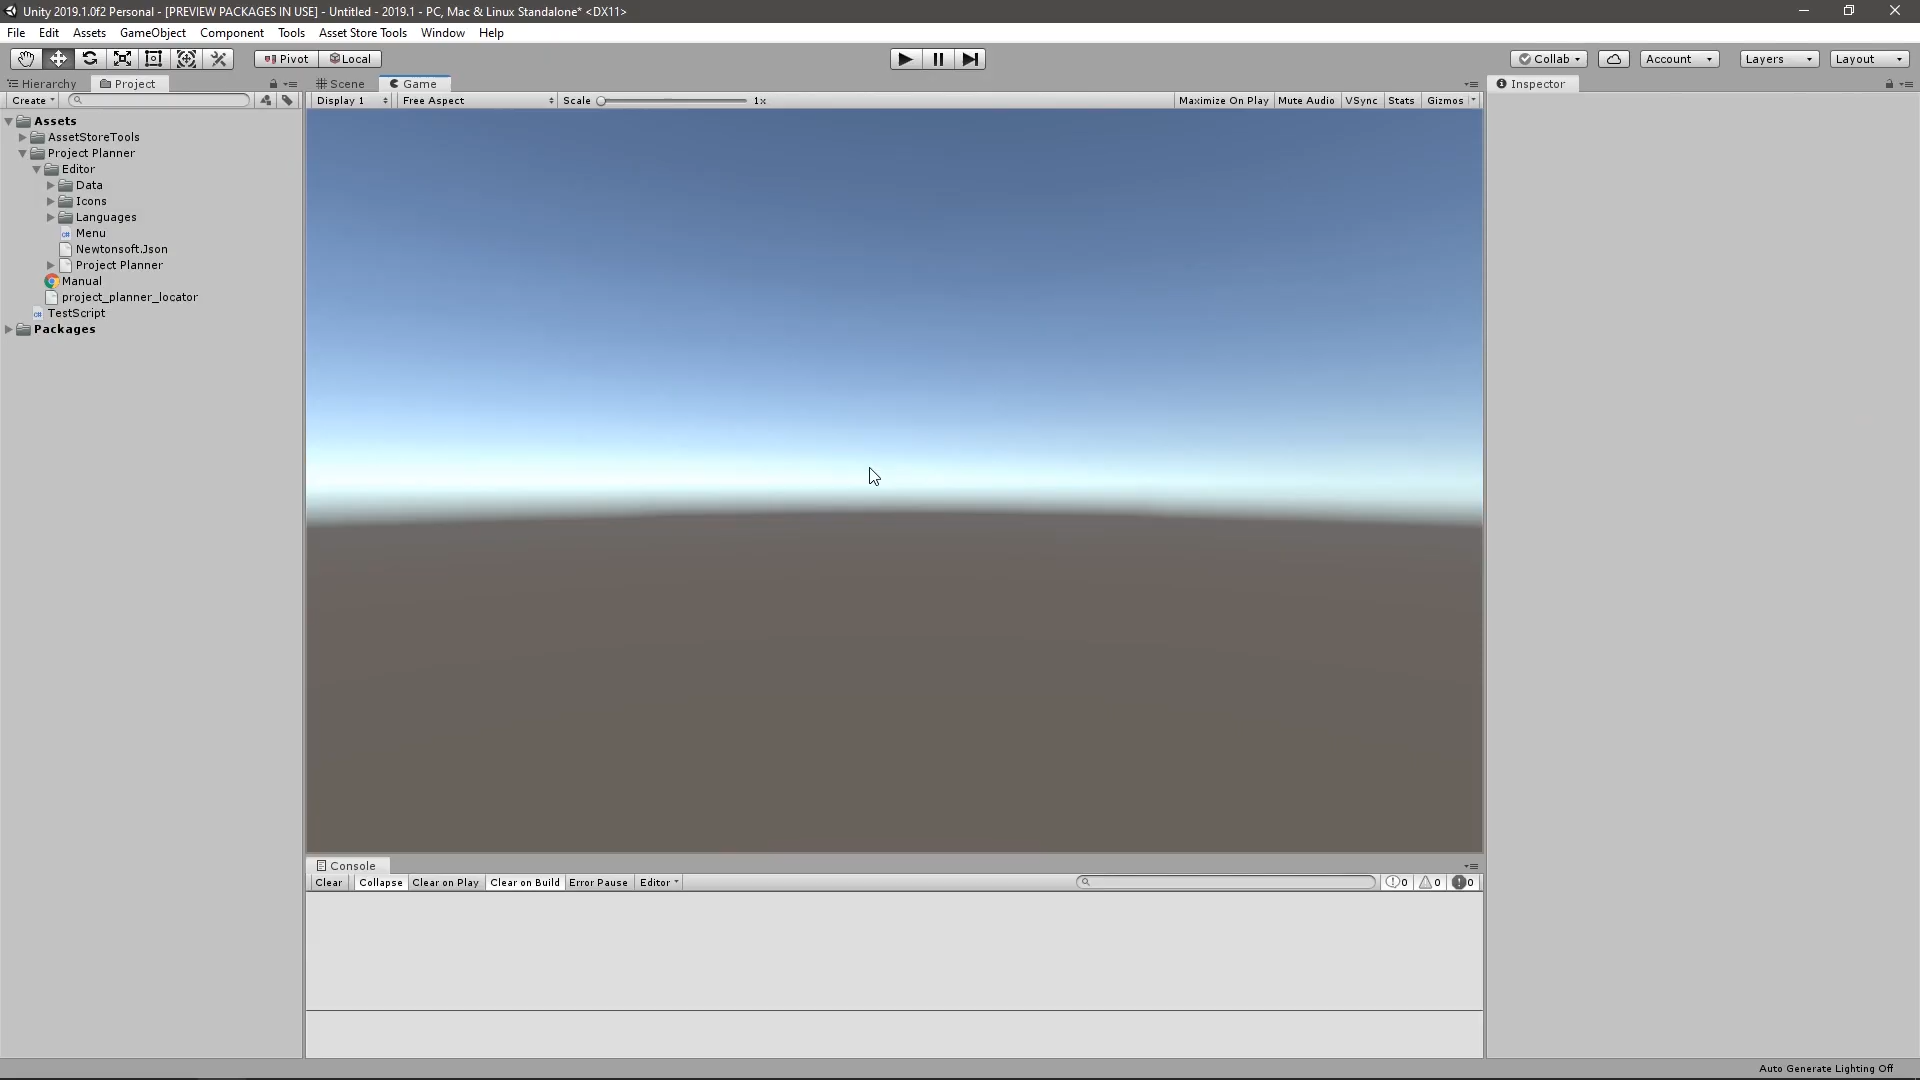 Unity 2019.1.0f2 Personal - [PREVIEW PACKAGES IN USE] - Untitled - 2019.1 - PC, Mac & Linux Standalone* <DX11>
File Edit Assets GameObject Component Tools Asset Store Tools Window Help
Pivot Local Collab Account Layers Layout
Hierarchy Project Scene Game Inspector
Create Display 1 Free Aspect Scale 1x Maximize On Play Mute Audio VSync Stats Gizmos
Assets
AssetStoreTools
Project Planner
Editor
Data
Icons
Languages
Menu
Newtonsoft.Json
Project Planner
Manual
project_planner_locator
TestScript
Packages
Console
Clear Collapse Clear on Play Clear on Build Error Pause Editor 0 0 0
Auto Generate Lighting Off